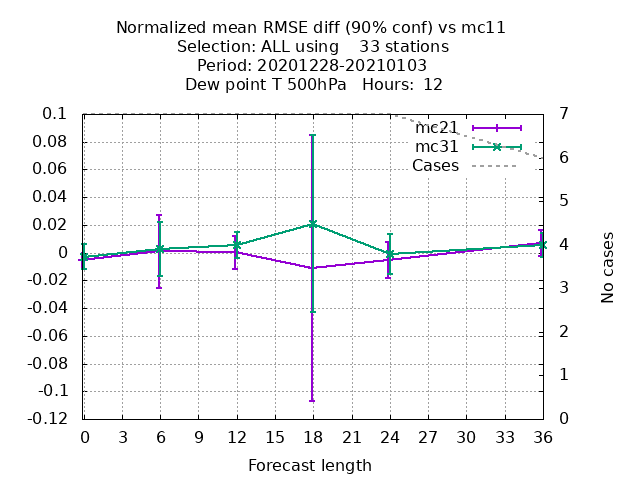 Normalized mean RMSE diff (90% conf) vs mc11
Selection: ALL using    33 stations
Period: 20201228-20210103
Dew point T 500hPa   Hours:  12
0.1
0.08
0.06
0.04
0.02
0
-0.02
-0.04
-0.06
-0.08
-0.1
-0.12
mc21
mc31
Cases
7
6
5
4
3
2
1
0
No cases
0 3 6 9 12 15 18 21 24 27 30 33 36
Forecast length